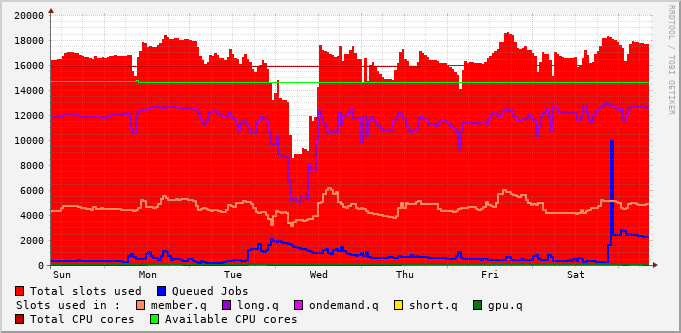 20000
18000
16000
14000
12000
10000
8000
6000
4000
2000
0
Sun Mon Tue Wed Thu Fri Sat
Total slots used Queued Jobs
Slots used in : member.q long.q ondemand.q short.q gpu.q
Total CPU cores Available CPU cores
RRDTOOL / TOBI OETIKER